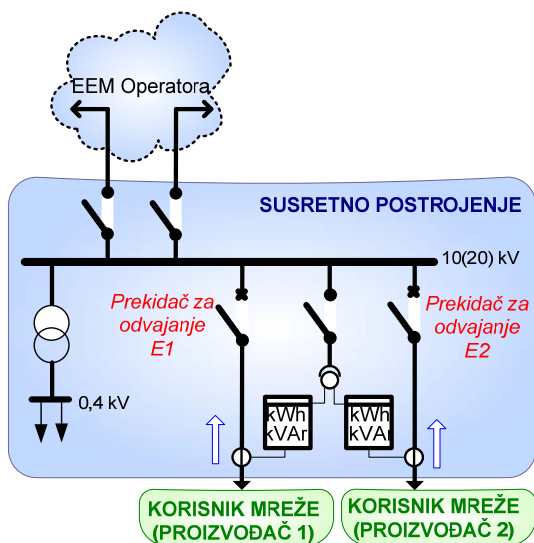 EEM Operatora
SUSRETNO POSTROJENJE
10(20) kV
Prekidač za
odvajanje
E1
Prekidač za
odvajanje
E2
0,4 kV
kWh
kVAr
kWh
kVAr
KORISNIK MREŽE
(PROIZVOĐAČ 1)
KORISNIK MREŽE
(PROIZVOĐAČ 2)